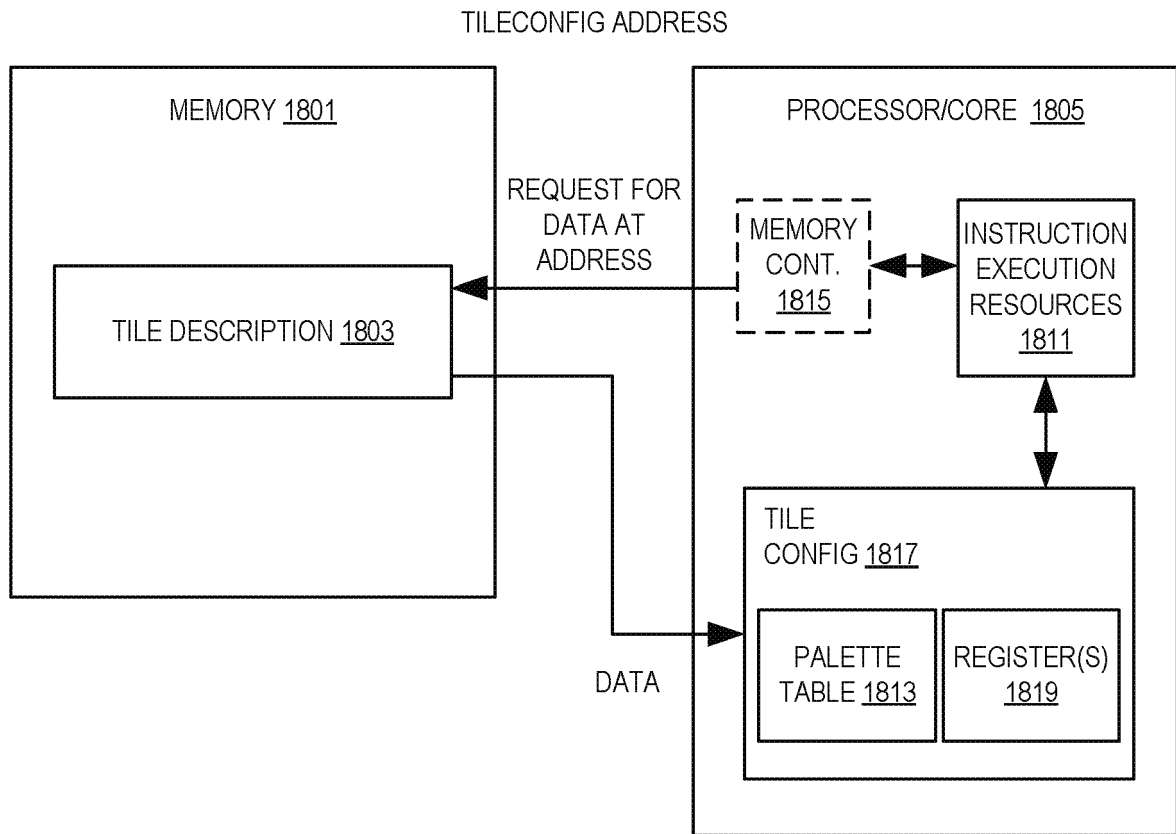 TILECONFIG ADDRESS
MEMORY 1801
PROCESSOR/CORE 1805
REQUEST FOR
DATA AT
ADDRESS
MEMORY
CONT.
1815
INSTRUCTION
EXECUTION
RESOURCES
1811
TILE DESCRIPTION 1803
TILE
CONFIG 1817
PALETTE
TABLE 1813
REGISTER(S)
1819
DATA